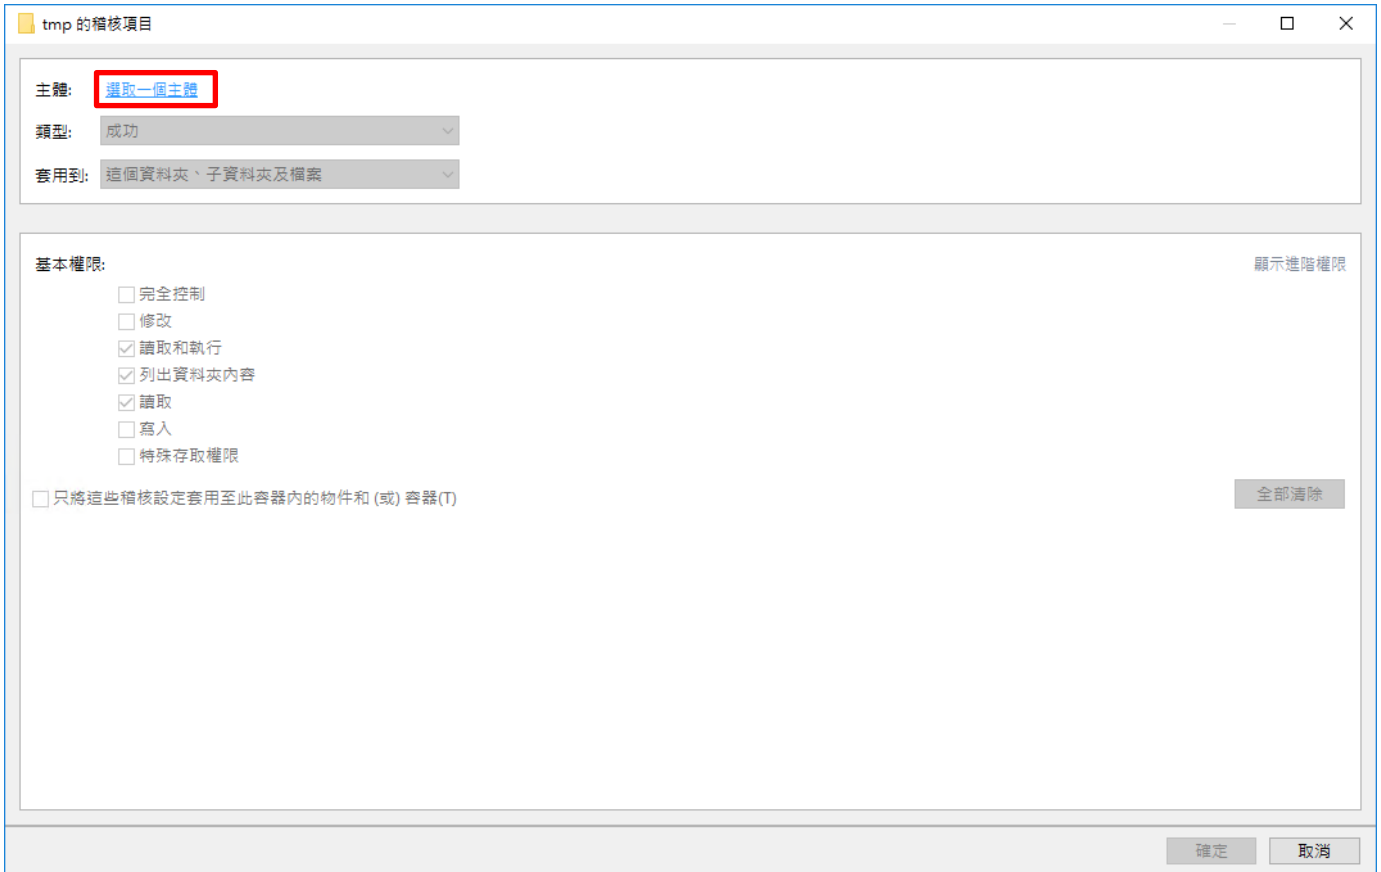 tmp 的稽核項目
主體: 選取一個主體
類型: 成功
套用到: 這個資料夾、子資料夾及檔案
基本權限: 顯示進階權限
完全控制
修改
讀取和執行
列出資料夾內容
讀取
寫入
特殊存取權限
只將這些稽核設定套用至此容器內的物件和 (或) 容器(T) 全部清除
確定 取消